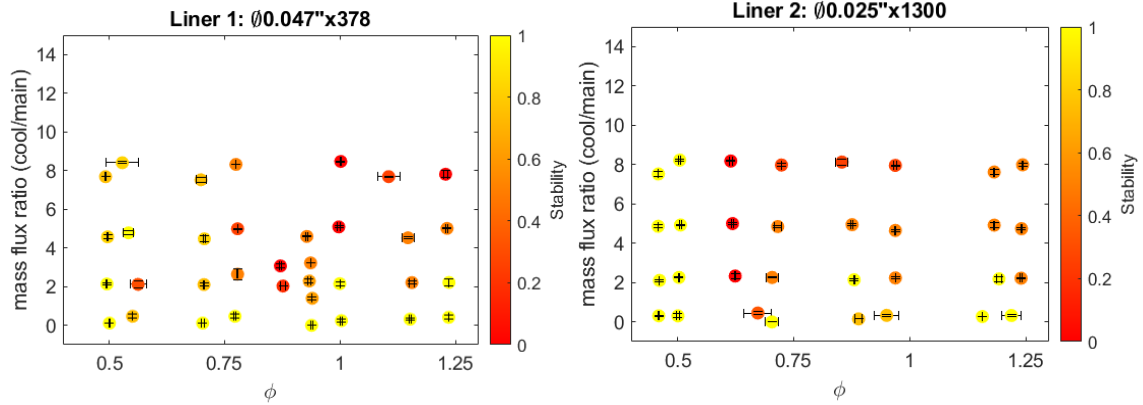 Liner 1: Ø0.047"x378
mass flux ratio (cool/main)
14
12
10
8
6
4
2
0
0.5 0.75 1 1.25
ϕ
1
0.8
0.6
0.4
0.2
0
Stability
Liner 2: Ø0.025"x1300
mass flux ratio (cool/main)
14
12
10
8
6
4
2
0
0.5 0.75 1 1.25
ϕ
1
0.8
0.6
0.4
0.2
0
Stability